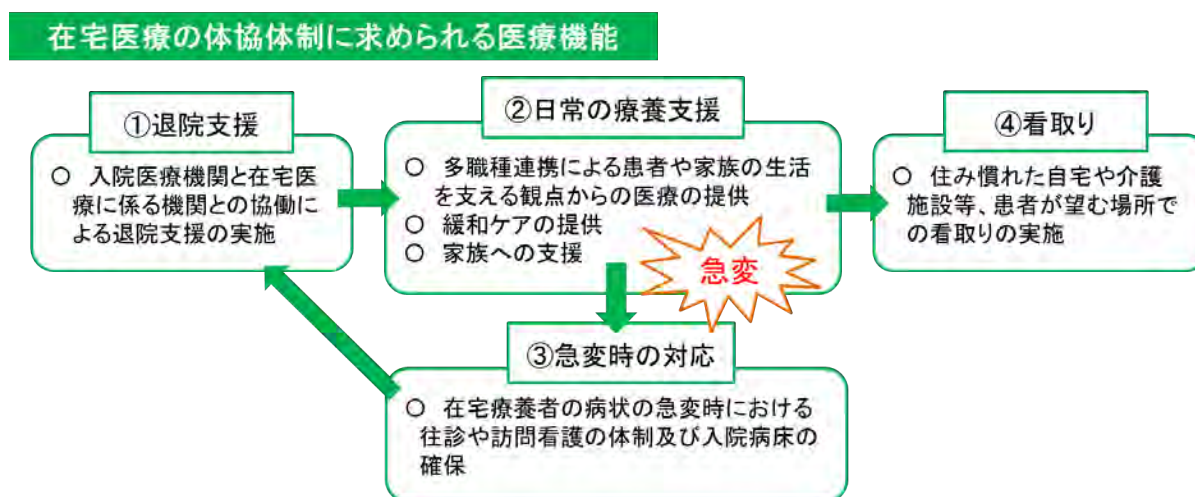 在宅医療の体協体制に求められる医療機能
①退院支援
○ 入院医療機関と在宅医
療に係る機関との協働に
よる退院支援の実施
②日常の療養支援
○ 多職種連携による患者や家族の生活
を支える観点からの医療の提供
○ 緩和ケアの提供
○ 家族への支援
急変
④看取り
○ 住み慣れた自宅や介護
施設等、患者が望む場所で
の看取りの実施
③急変時の対応
○ 在宅療養者の病状の急変時における
往診や訪問看護の体制及び入院病床の
確保